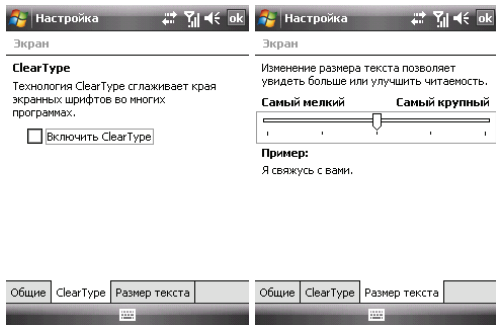 Настройка
ok
Экран
ClearType
Технология ClearType сглаживает края
экранных шрифтов во многих
программах.
Включить ClearType
Общие
ClearType
Размер текста
Настройка
ok
Экран
Изменение размера текста позволяет
увидеть больше или улучшить читаемость.
Самый мелкий
Самый крупный
Пример:
Я свяжусь с вами.
Общие
ClearType
Размер текста